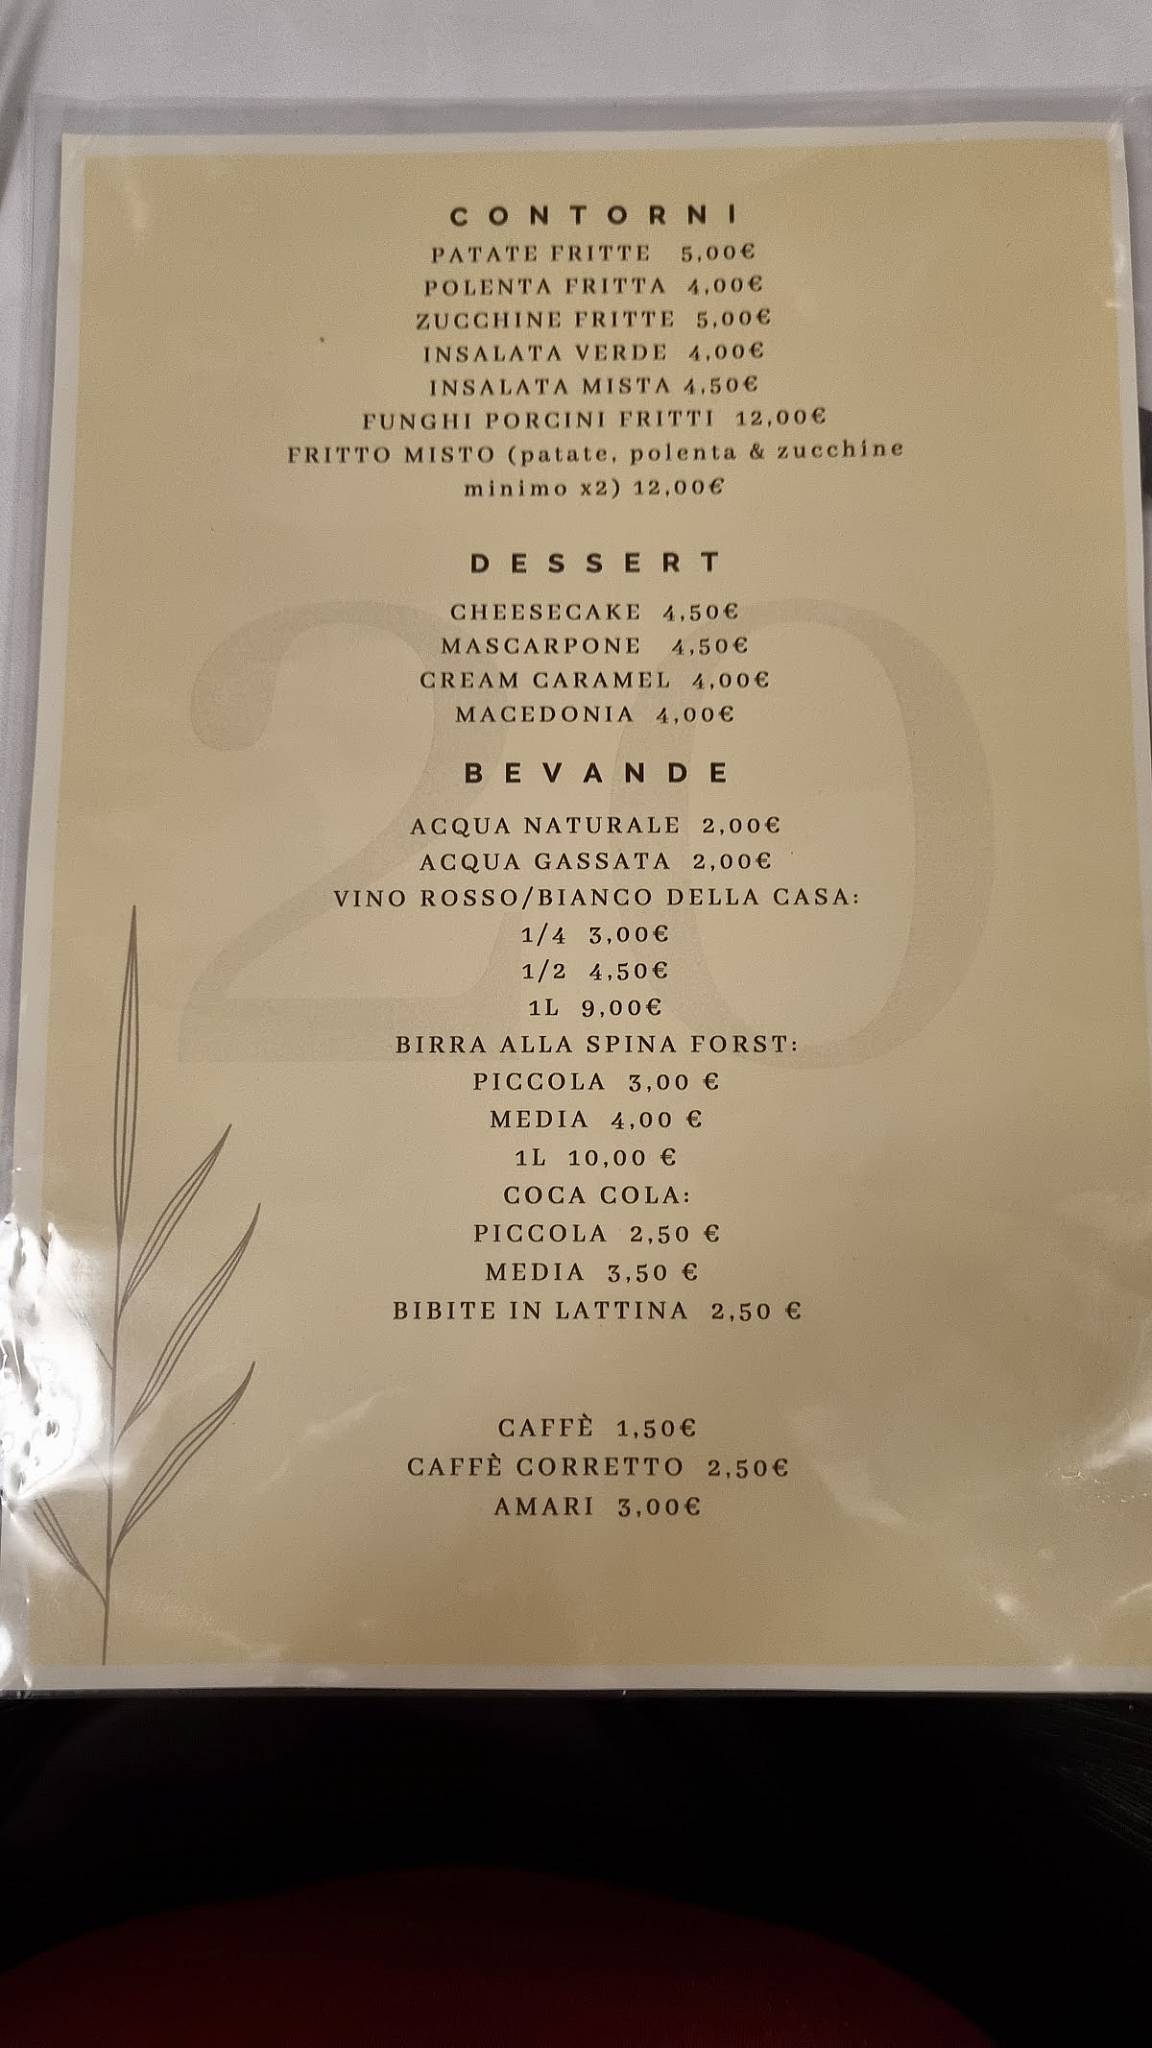 CONTORNI
PATATE FRITTE 5,00€
POLENTA FRITTA 4,00€
ZUCCHINE FRITTE 5,00€
INSALATA VERDE 4,00€
INSALATA MISTA 4,50€
FUNGHI PORCINI FRITTI 12,00€
FRITTO MISTO (patate, polenta & zucchine
minimo x2) 12,00€
DESSERT
CHEESECAKE 4,50€
MASCARPONE 4,50€
CREAM CARAMEL 4,00€
MACEDONIA 4,00€
20
BEVANDE
ACQUA NATURALE 2,00€
ACQUA GASSATA 2,00€
VINO ROSSO/BIANCO DELLA CASA:
1/4 3,00€
1/2 4,50€
1L 9,00€
BIRRA ALLA SPINA FORST:
PICCOLA 3,00 €
MEDIA 4,00 €
1L 10,00 €
COCA COLA:
PICCOLA 2,50 €
MEDIA 3,50 €
BIBITE IN LATTINA 2,50 €
CAFFÈ 1,50€
CAFFÈ CORRETTO 2,50€
AMARI 3,00€